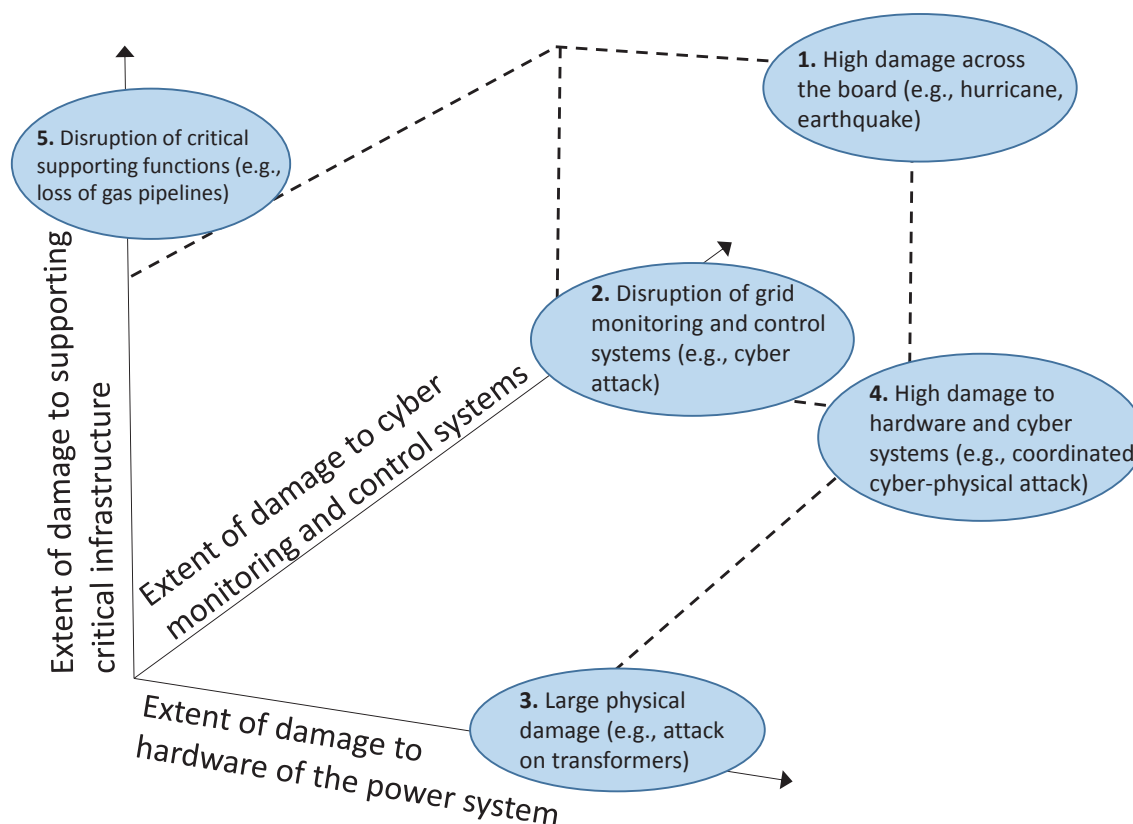 1. High damage across
the board (e.g., hurricane,
earthquake)
5. Disruption of critical
supporting functions (e.g.,
loss of gas pipelines)
2. Disruption of grid
monitoring and control
systems (e.g., cyber
attack)
4. High damage to
hardware and cyber
systems (e.g., coordinated
cyber-physical attack)
3. Large physical
damage (e.g., attack
on transformers)
Extent of damage to supporting
critical infrastructure
Extent of damage to cyber
monitoring and control systems
Extent of damage to
hardware of the power system